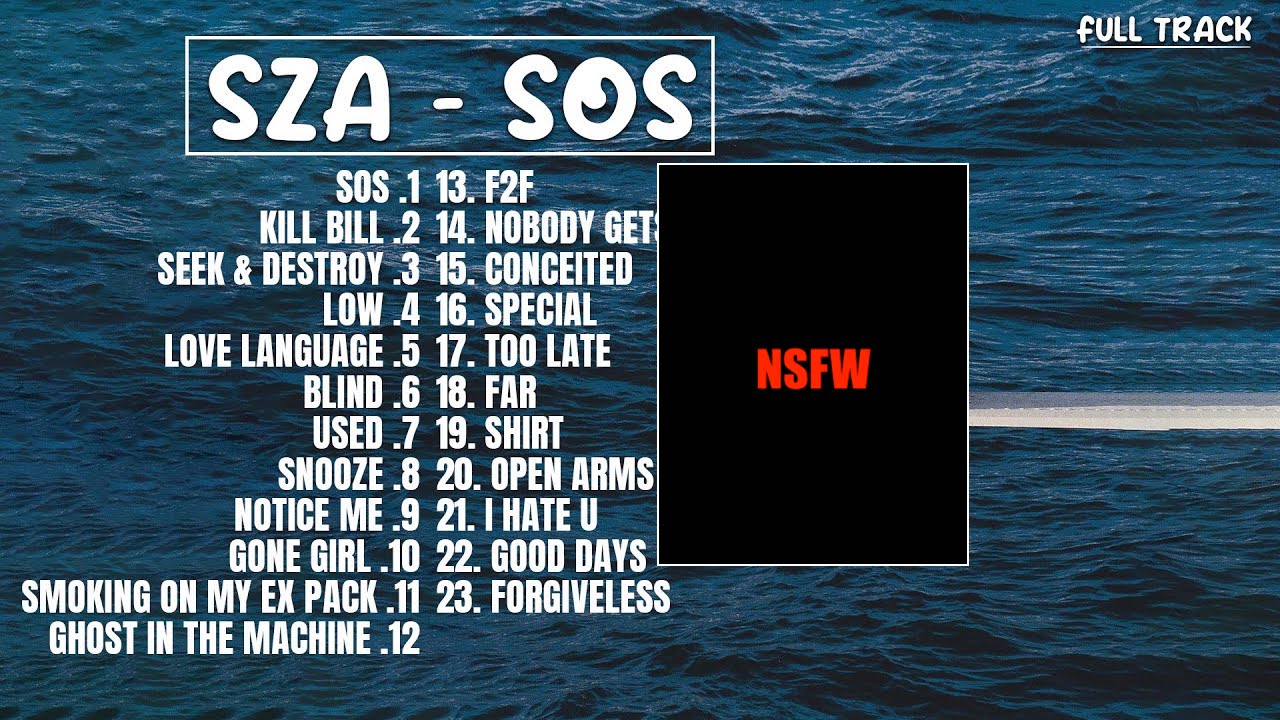 FULL TRACK
SZA - SOS
SOS .1
KILL BILL .2
SEEK & DESTROY .3
LOW .4
LOVE LANGUAGE .5
BLIND .6
USED .7
SNOOZE .8
NOTICE ME .9
GONE GIRL .10
SMOKING ON MY EX PACK .11
GHOST IN THE MACHINE .12
13. F2F
14. NOBODY GETS
15. CONCEITED
16. SPECIAL
17. TOO LATE
18. FAR
19. SHIRT
20. OPEN ARMS
21. I HATE U
22. GOOD DAYS
23. FORGIVELESS
NSFW